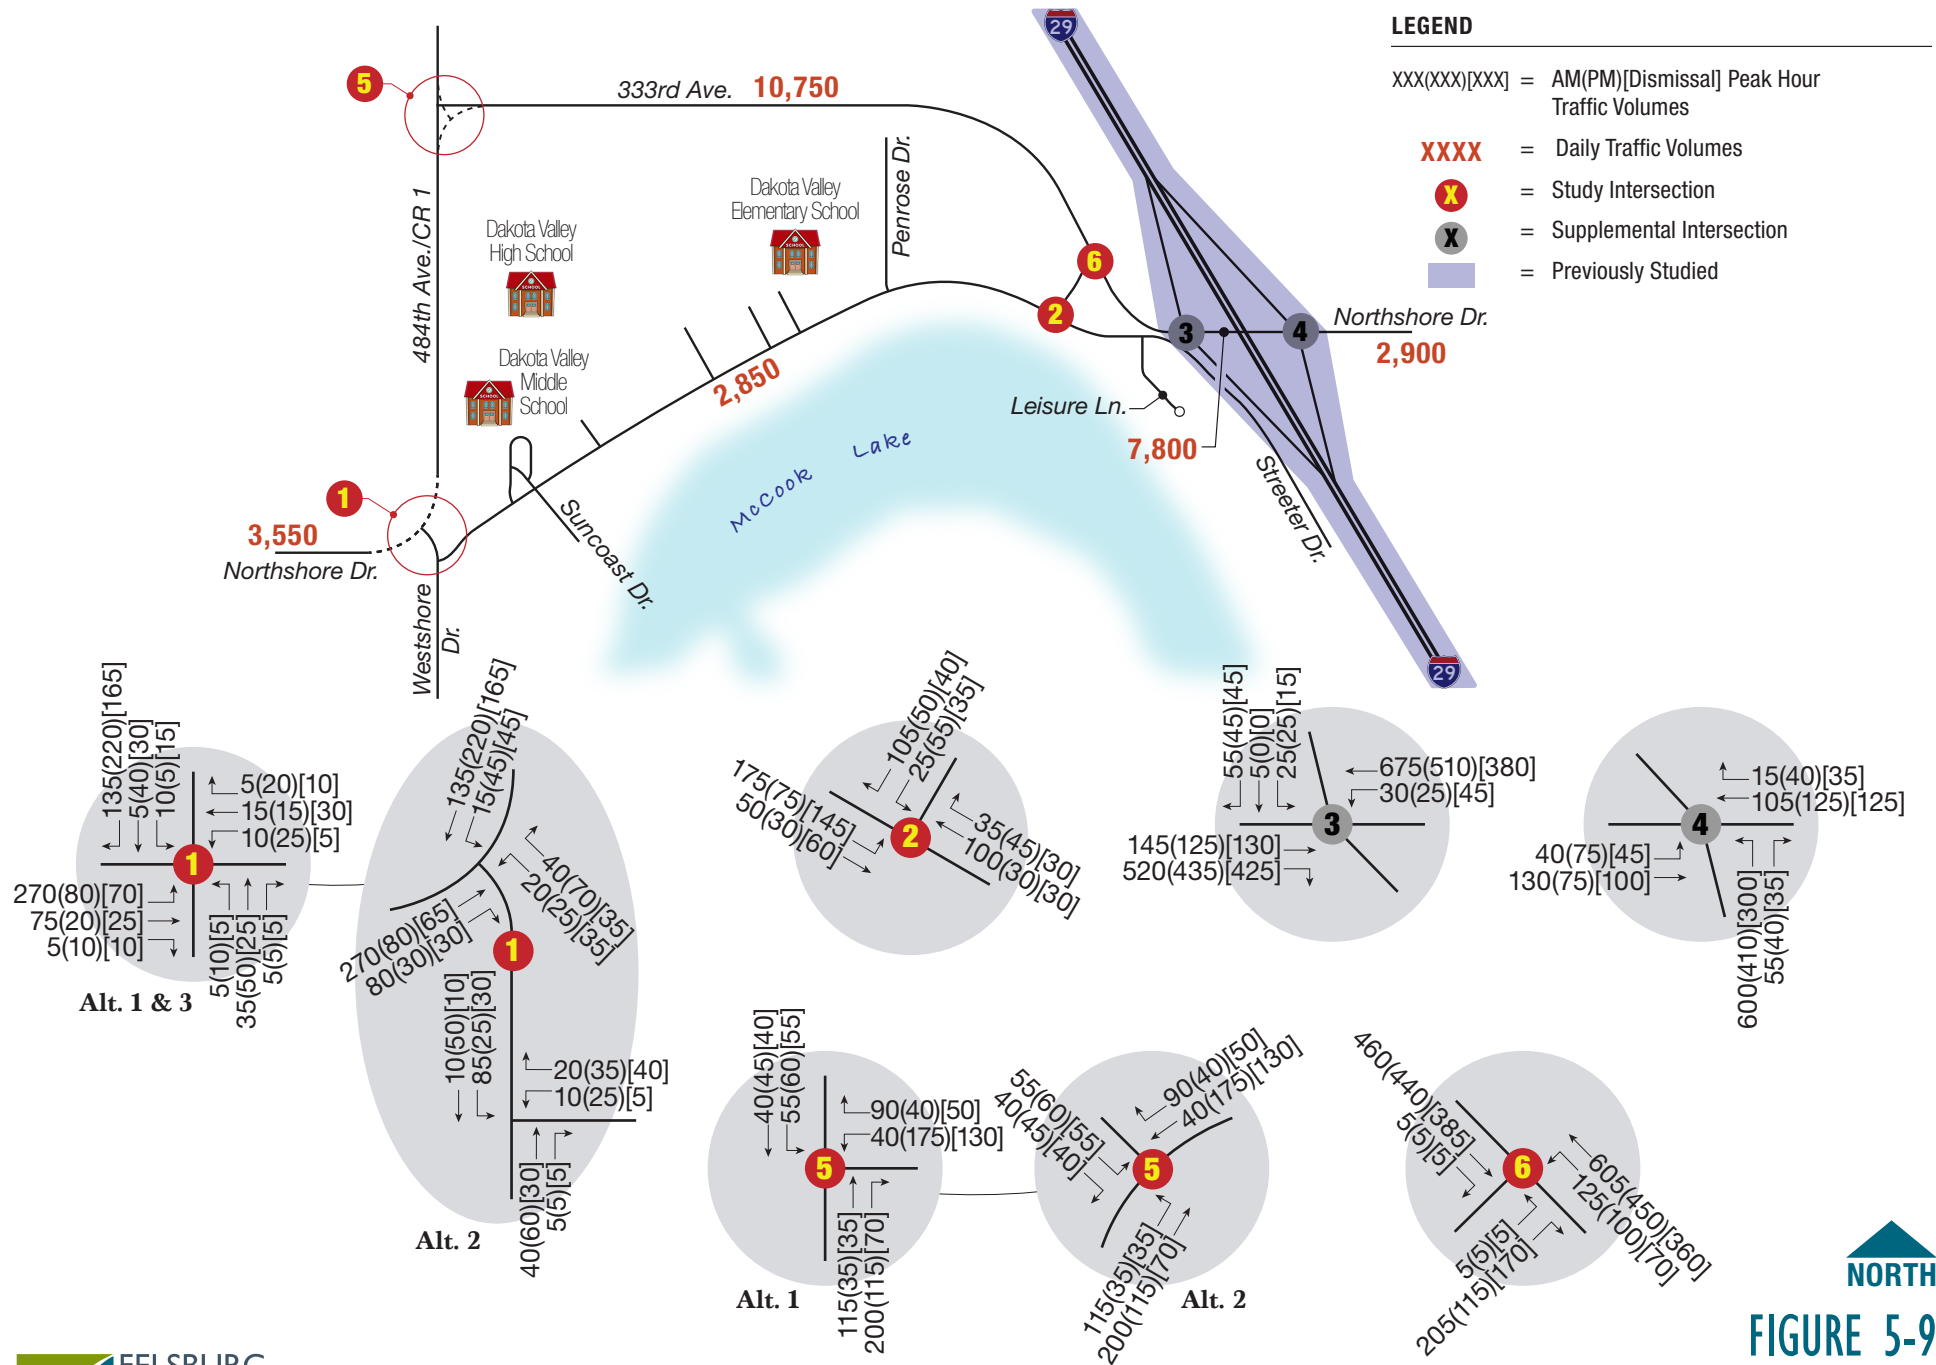 29
LEGEND
XXX(XXX)[XXX] = AM(PM)[Dismissal] Peak Hour
Traffic Volumes
XXXX = Daily Traffic Volumes
X = Study Intersection
X = Supplemental Intersection
= Previously Studied
5
333rd Ave. 10,750
484th Ave./CR 1
Dakota Valley
High School
SCHOOL
Dakota Valley
Elementary School
SCHOOL
Penrose Dr.
Dakota Valley
Middle
School
SCHOOL
6
2
3
4
Northshore Dr.
2,900
2,850
Leisure Ln.
7,800
McCook Lake
Streeter Dr.
1
3,550
Northshore Dr.
Suncoast Dr.
Westshore
Dr.
29
135(220)[165]
5(40)[30]
10(5)[15]
5(20)[10]
15(15)[30]
10(25)[5]
1
270(80)[70]
75(20)[25]
5(10)[10]
5(10)[5]
35(50)[25]
5(5)[5]
Alt. 1 & 3
135(220)[165]
15(45)[45]
40(70)[35]
20(25)[35]
270(80)[65]
80(30)[30]
1
10(50)[10]
85(25)[30]
20(35)[40]
10(25)[5]
40(60)[30]
5(5)[5]
Alt. 2
105(50)[40]
25(55)[35]
175(75)[145]
50(30)[60]
2
35(45)[30]
100(30)[30]
55(45)[45]
5(0)[0]
25(25)[15]
675(510)[380]
30(25)[45]
3
145(125)[130]
520(435)[425]
15(40)[35]
105(125)[125]
4
40(75)[45]
130(75)[100]
600(410)[300]
55(40)[35]
40(45)[40]
55(60)[55]
90(40)[50]
40(175)[130]
5
115(35)[35]
200(115)[70]
Alt. 1
55(60)[55]
40(45)[40]
90(40)[50]
40(175)[130]
5
115(35)[35]
200(115)[70]
Alt. 2
460(440)[385]
5(5)[5]
6
605(450)[360]
125(100)[70]
5(5)[5]
205(115)[170]
NORTH
FIGURE 5-9
FELSBURG